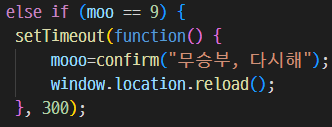 else if (moo == 9) {
setTimeout(function() {
mooo=confirm("무승부, 다시해");
window.location.reload();
}, 300);